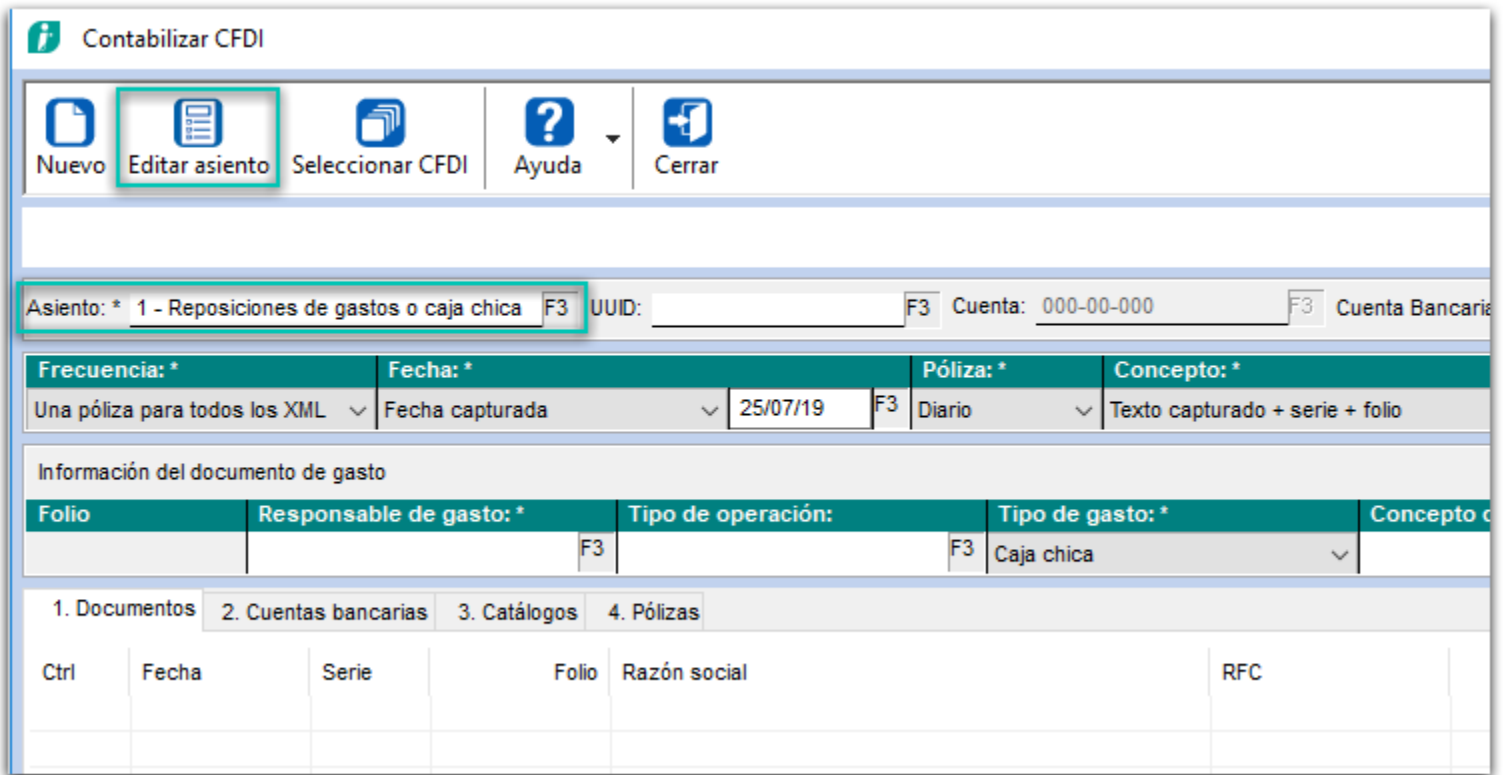 Contabilizar CFDI
Nuevo Editar asiento Seleccionar CFDI Ayuda Cerrar
Asiento: * 1 - Reposiciones de gastos o caja chica F3 UUID: F3 Cuenta: 000-00-000 F3 Cuenta Bancaria
Frecuencia: * Fecha: * Póliza: * Concepto: *
Una póliza para todos los XML Fecha capturada 25/07/19 F3 Diario Texto capturado + serie + folio
Información del documento de gasto
Folio Responsable de gasto: * Tipo de operación: Tipo de gasto: * Concepto
F3 F3 Caja chica
1. Documentos 2. Cuentas bancarias 3. Catálogos 4. Pólizas
Ctrl Fecha Serie Folio Razón social RFC